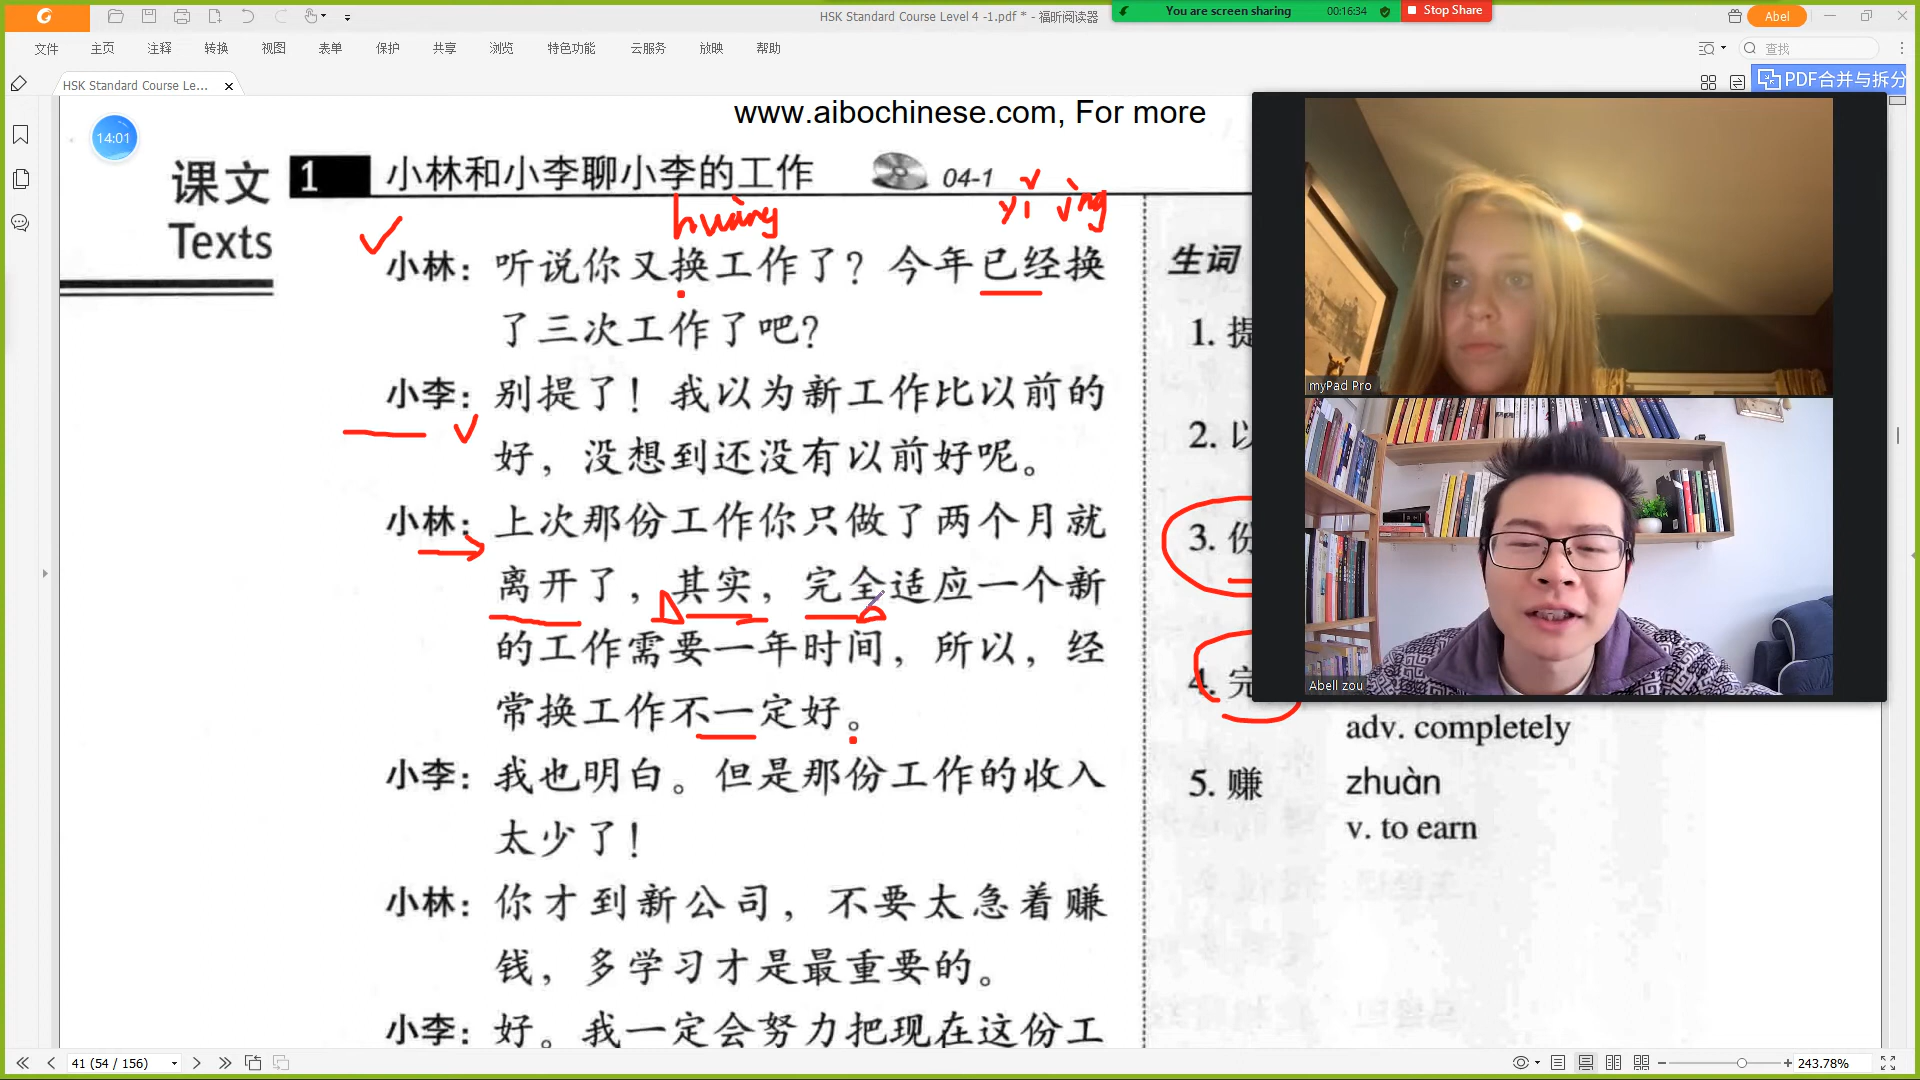 HSK Standard Course Level 4 -1.pdf * - 福昕阅读器
You are screen sharing
00:16:34
Stop Share
Abel
文件 主页 注释 转换 视图 表单 保护 共享 浏览 特色功能 云服务 放映 帮助
查找
HSK Standard Course Le...
PDF合并与拆分
www.aibochinese.com, For more
14:01
课文 1 小林和小李聊小李的工作 04-1
Texts
yǐ jīng
小林：听说你又换工作了？今年已经换
了三次工作了吧？
小李：别提了！我以为新工作比以前的
好，没想到还没有以前好呢。
小林：上次那份工作你只做了两个月就
离开了，其实，完全适应一个新
的工作需要一年时间，所以，经
常换工作不一定好。
小李：我也明白。但是那份工作的收入
太少了！
小林：你才到新公司，不要太急着赚
钱，多学习才是最重要的。
小李：好。我一定会努力把现在这份工
生词
1. 提
2. 以
3. 份
4. 完
adv. completely
5. 赚 zhuàn
v. to earn
myPad Pro
Abell zou
41 (54 / 156)
243.78%